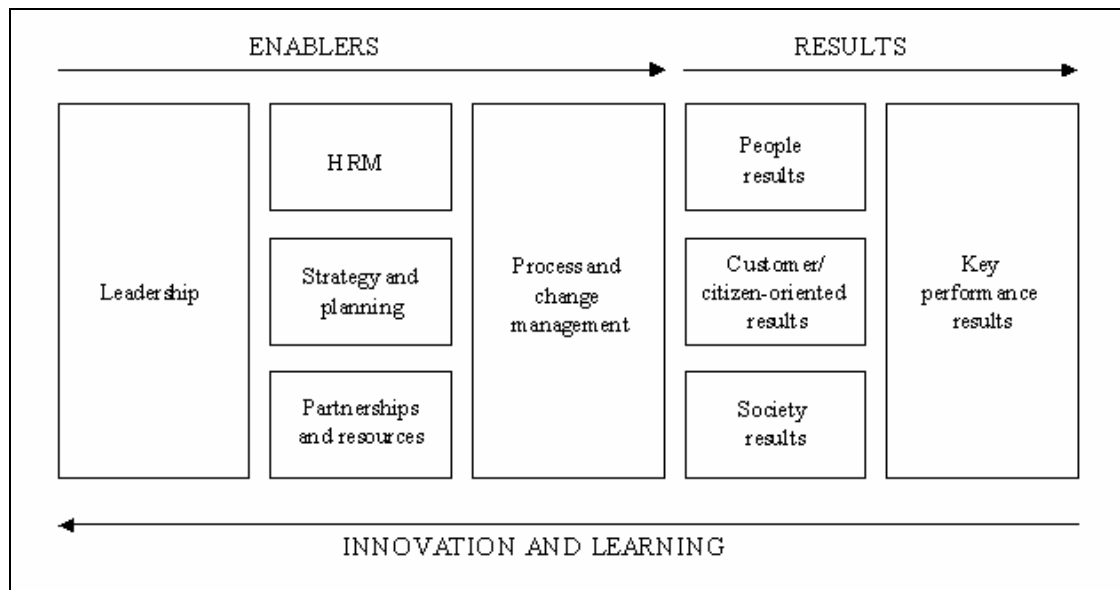 ENABLERS
RESULTS
Leadership
HRM
Strategy and
planning
Partnerships
and resources
Process and
change
management
People
results
Customer/
citizen-oriented
results
Society
results
Key
performance
results
INNOVATION AND LEARNING